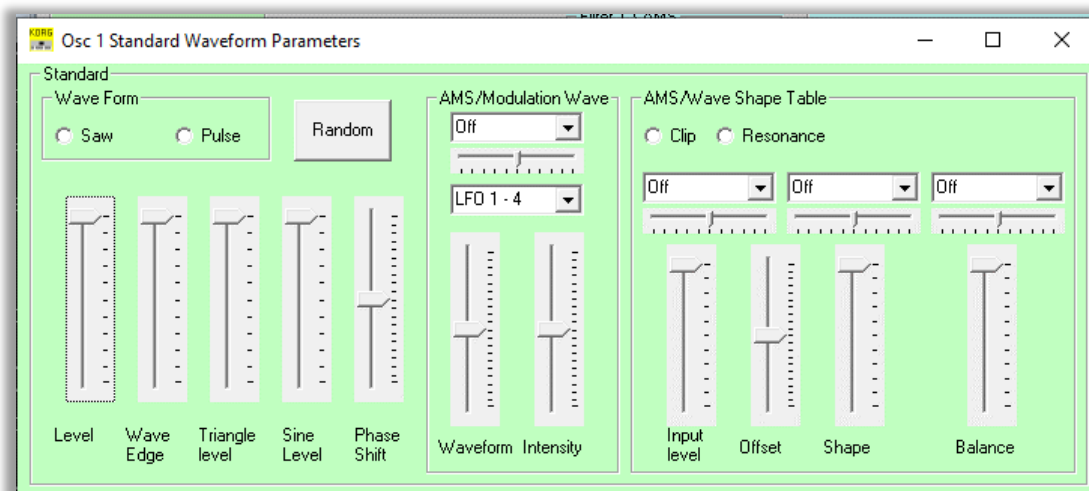 KORG
Osc 1 Standard Waveform Parameters
Standard
Wave Form
Saw
Pulse
Random
AMS/Modulation Wave
Off
LFO 1 - 4
AMS/Wave Shape Table
Clip
Resonance
Off
Off
Off
Level
Wave
Edge
Triangle
level
Sine
Level
Phase
Shift
Waveform
Intensity
Input
level
Offset
Shape
Balance